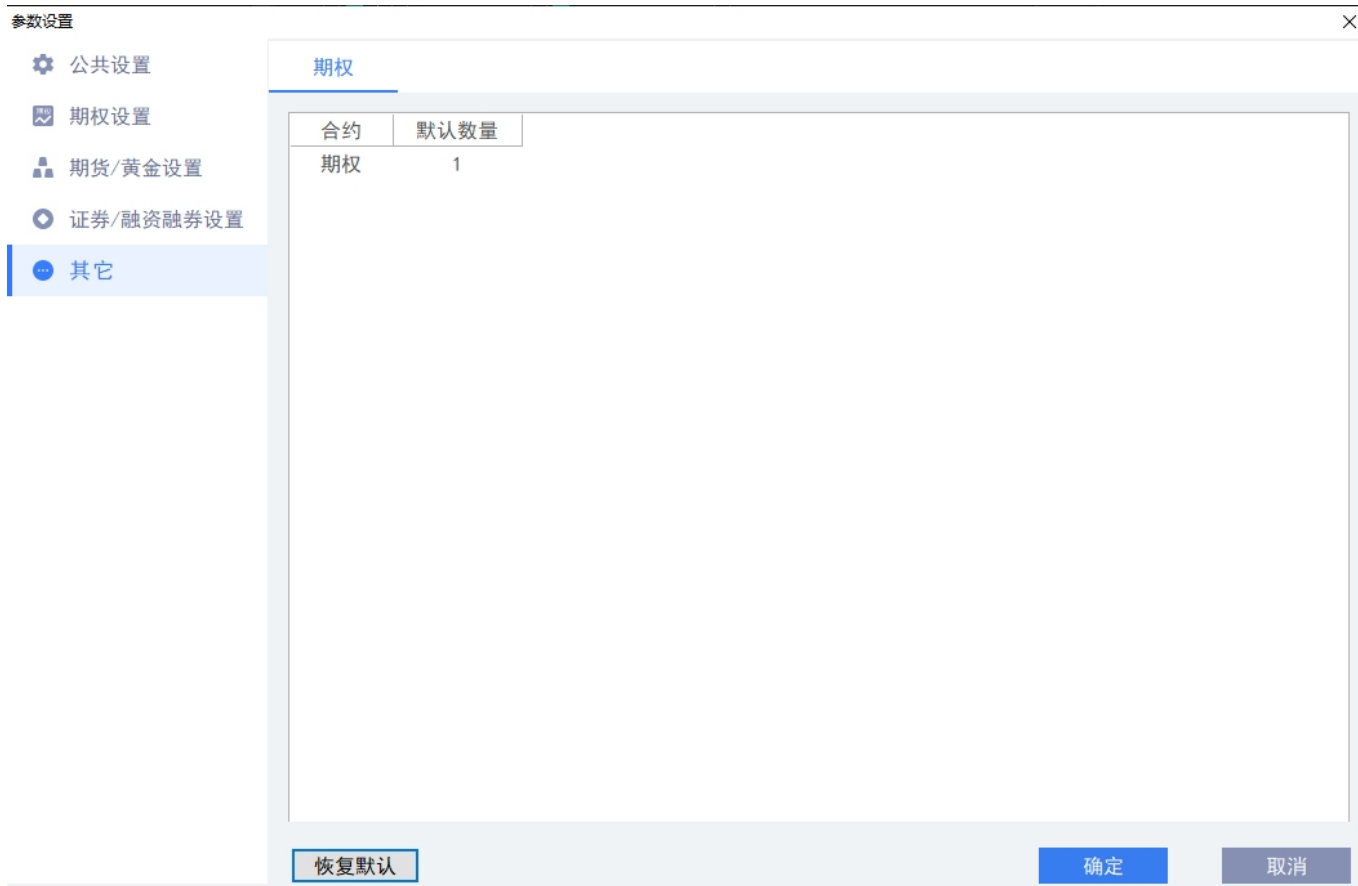 参数设置
公共设置
期权设置
期货/黄金设置
证券/融资融券设置
其它
期权
合约 默认数量
期权 1
恢复默认 确定 取消